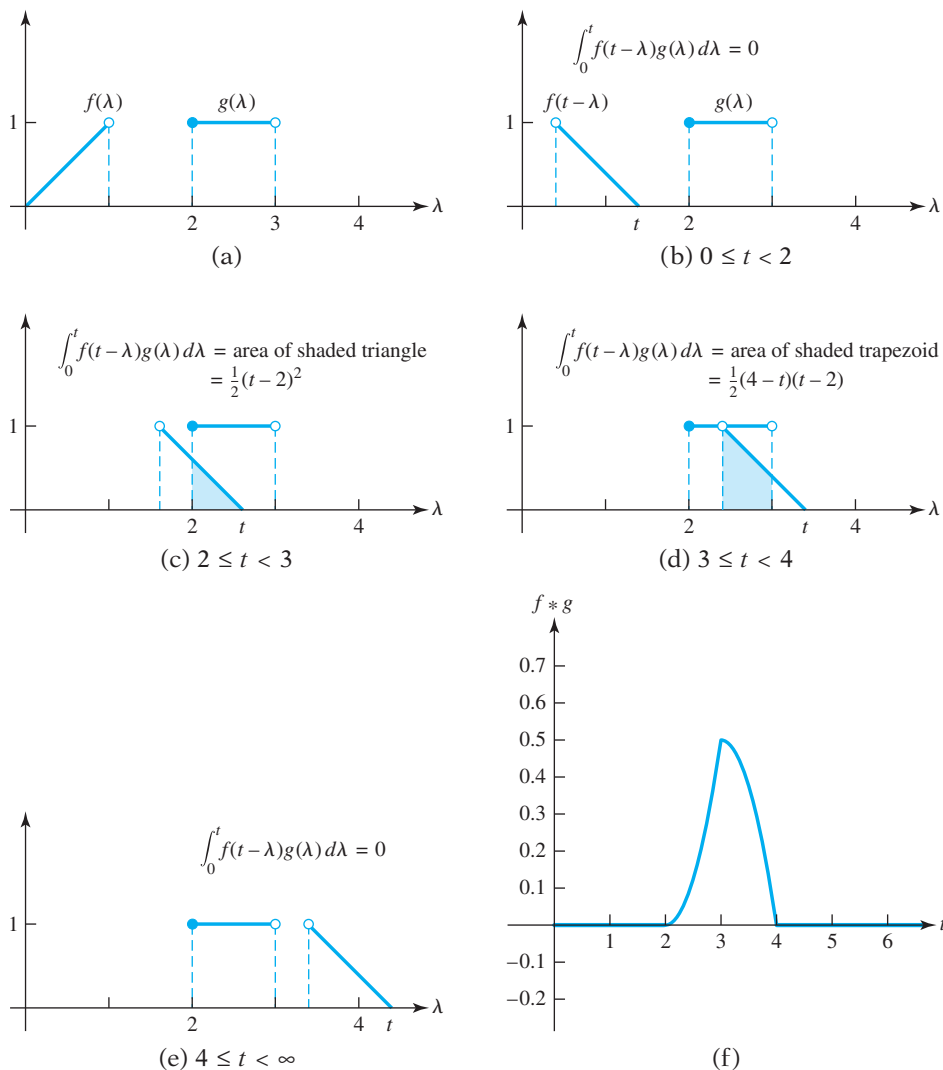 f(λ)
g(λ)
1
2
3
4
λ
(a)
∫₀ᵗ f(t – λ)g(λ) dλ = 0
f(t – λ)
g(λ)
1
t
2
4
λ
(b) 0 ≤ t < 2
∫₀ᵗ f(t – λ)g(λ) dλ = area of shaded triangle
= ½(t – 2)²
1
2
t
4
λ
(c) 2 ≤ t < 3
∫₀ᵗ f(t – λ)g(λ) dλ = area of shaded trapezoid
= ½(4 – t)(t – 2)
1
2
t
4
λ
(d) 3 ≤ t < 4
∫₀ᵗ f(t – λ)g(λ) dλ = 0
1
2
4
t
λ
(e) 4 ≤ t < ∞
f * g
0.7
0.6
0.5
0.4
0.3
0.2
0.1
–0.1
–0.2
1
2
3
4
5
6
t
(f)